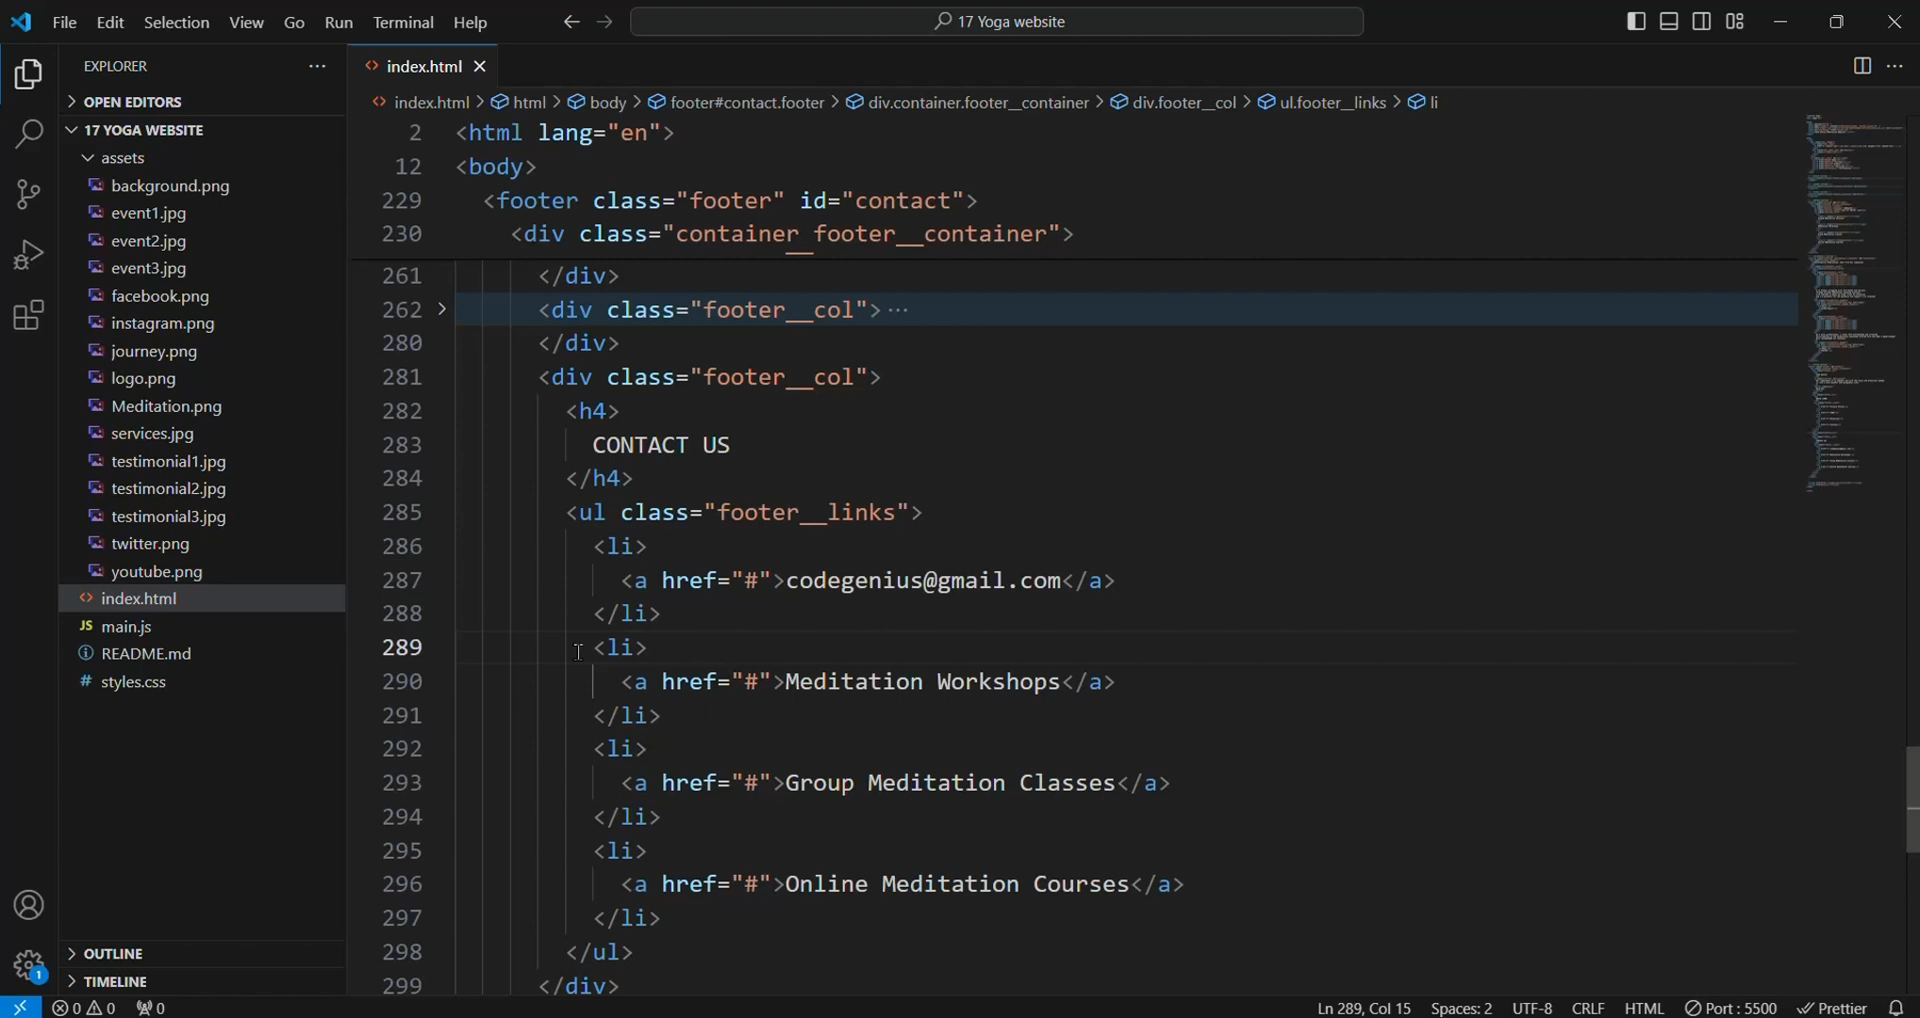 File Edit Selection View Go Run Terminal Help
17 Yoga website
EXPLORER
OPEN EDITORS
17 YOGA WEBSITE
assets
background.png
event1.jpg
event2.jpg
event3.jpg
facebook.png
instagram.png
journey.png
logo.png
Meditation.png
services.jpg
testimonial1.jpg
testimonial2.jpg
testimonial3.jpg
twitter.png
youtube.png
index.html
JS main.js
README.md
# styles.css
OUTLINE
TIMELINE
1
index.html
index.html > html > body > footer#contact.footer > div.container.footer__container > div.footer__col > ul.footer__links > li
2 <html lang="en">
12 <body>
229 <footer class="footer" id="contact">
230 <div class="container footer__container">
261 </div>
262 <div class="footer__col">···
280 </div>
281 <div class="footer__col">
282 <h4>
283 CONTACT US
284 </h4>
285 <ul class="footer__links">
286 <li>
287 <a href="#">codegenius@gmail.com</a>
288 </li>
289 <li>
290 <a href="#">Meditation Workshops</a>
291 </li>
292 <li>
293 <a href="#">Group Meditation Classes</a>
294 </li>
295 <li>
296 <a href="#">Online Meditation Courses</a>
297 </li>
298 </ul>
299 </div>
0 0 0 Ln 289, Col 15 Spaces: 2 UTF-8 CRLF HTML Port : 5500 Prettier